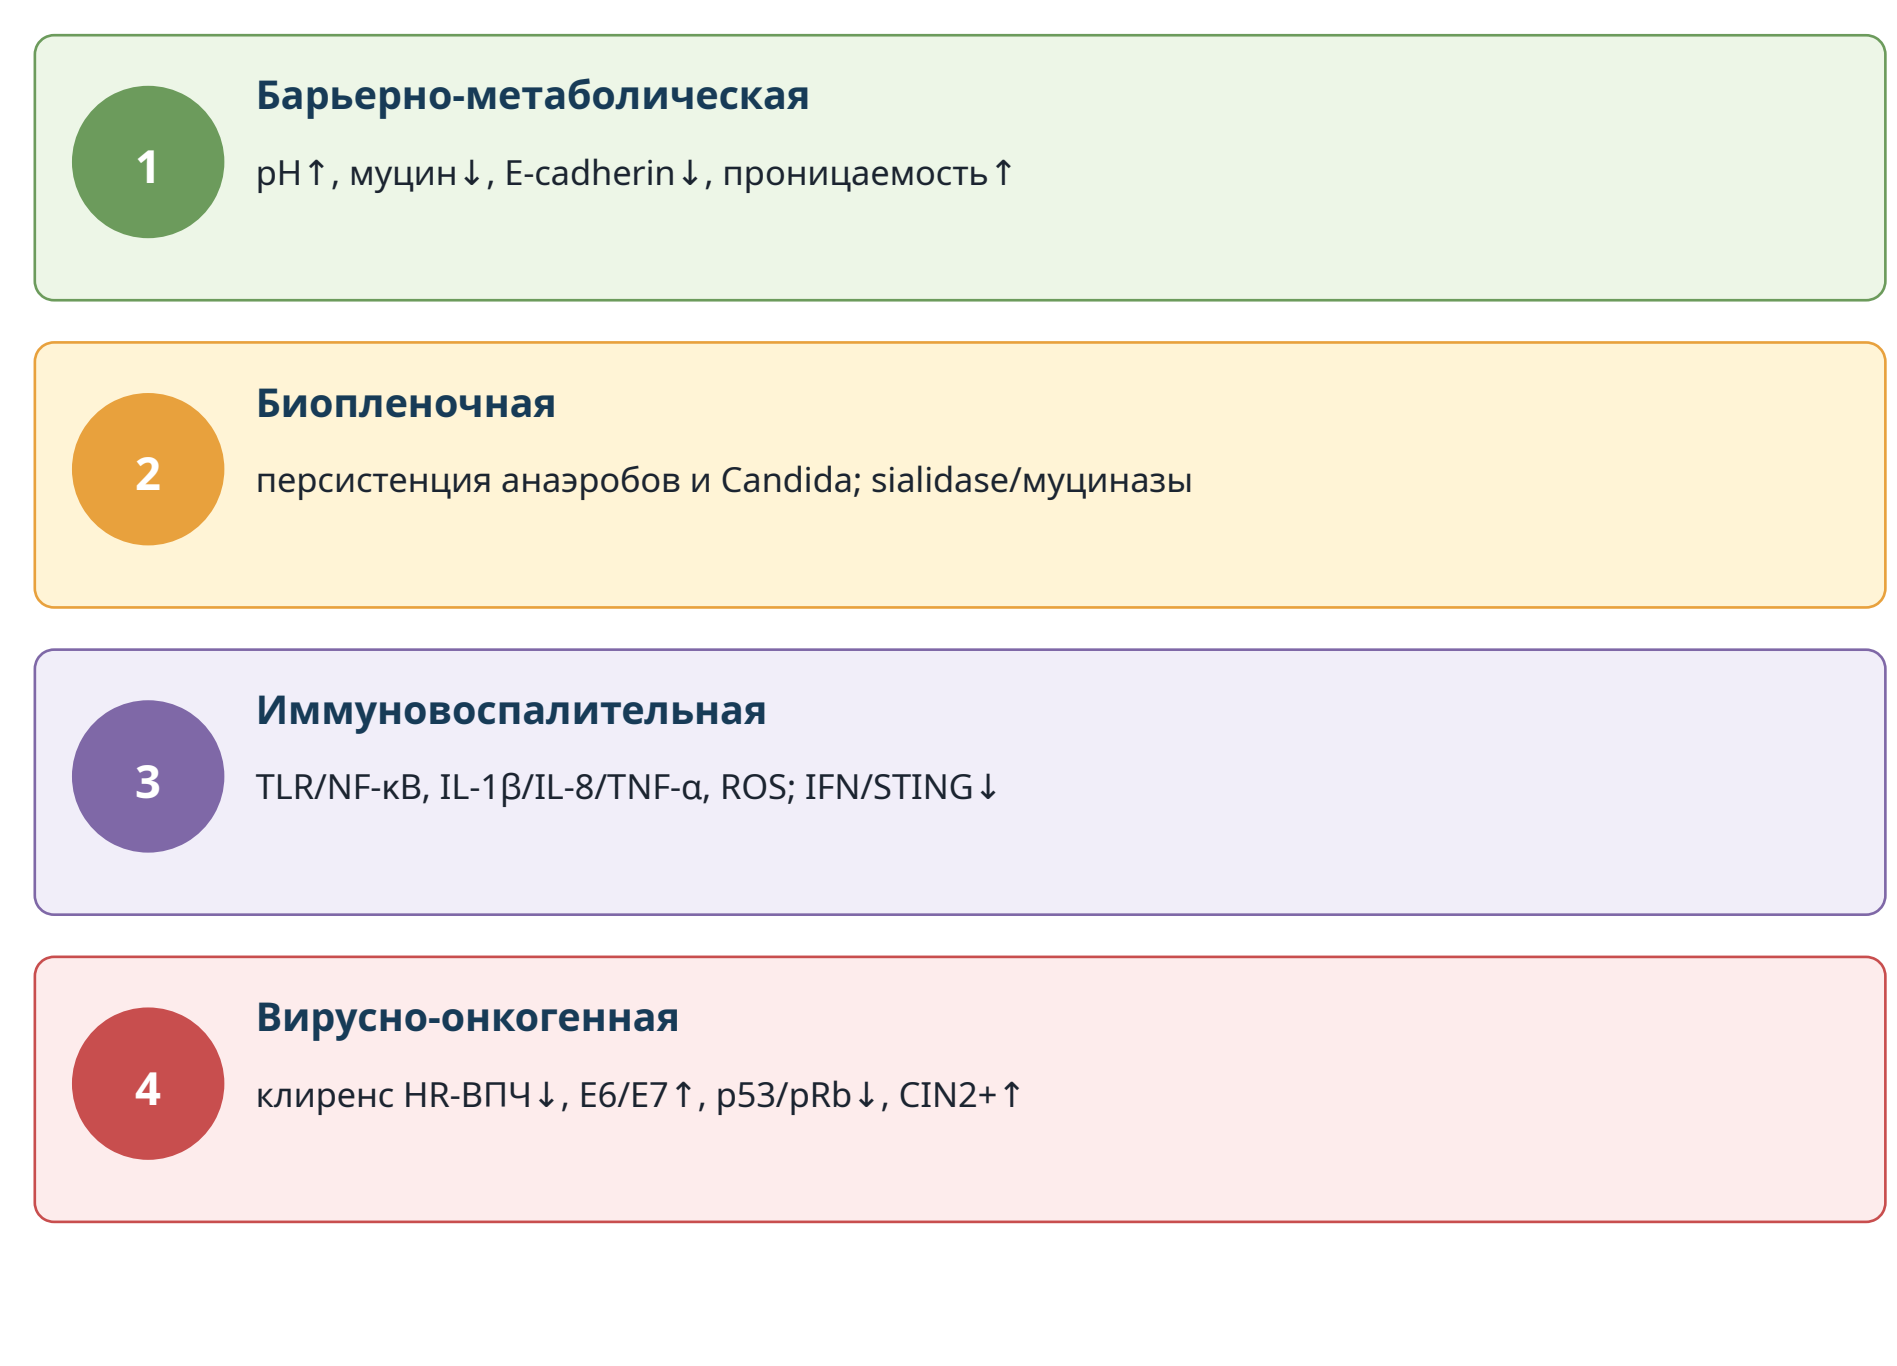 1
Барьерно-метаболическая
pH↑, муцин↓, E-cadherin↓, проницаемость↑
2
Биопленочная
персистенция анаэробов и Candida; sialidase/муциназы
3
Иммуновоспалительная
TLR/NF-κB, IL-1β/IL-8/TNF-α, ROS; IFN/STING↓
4
Вирусно-онкогенная
клиренс HR-ВПЧ↓, E6/E7↑, p53/pRb↓, CIN2+↑